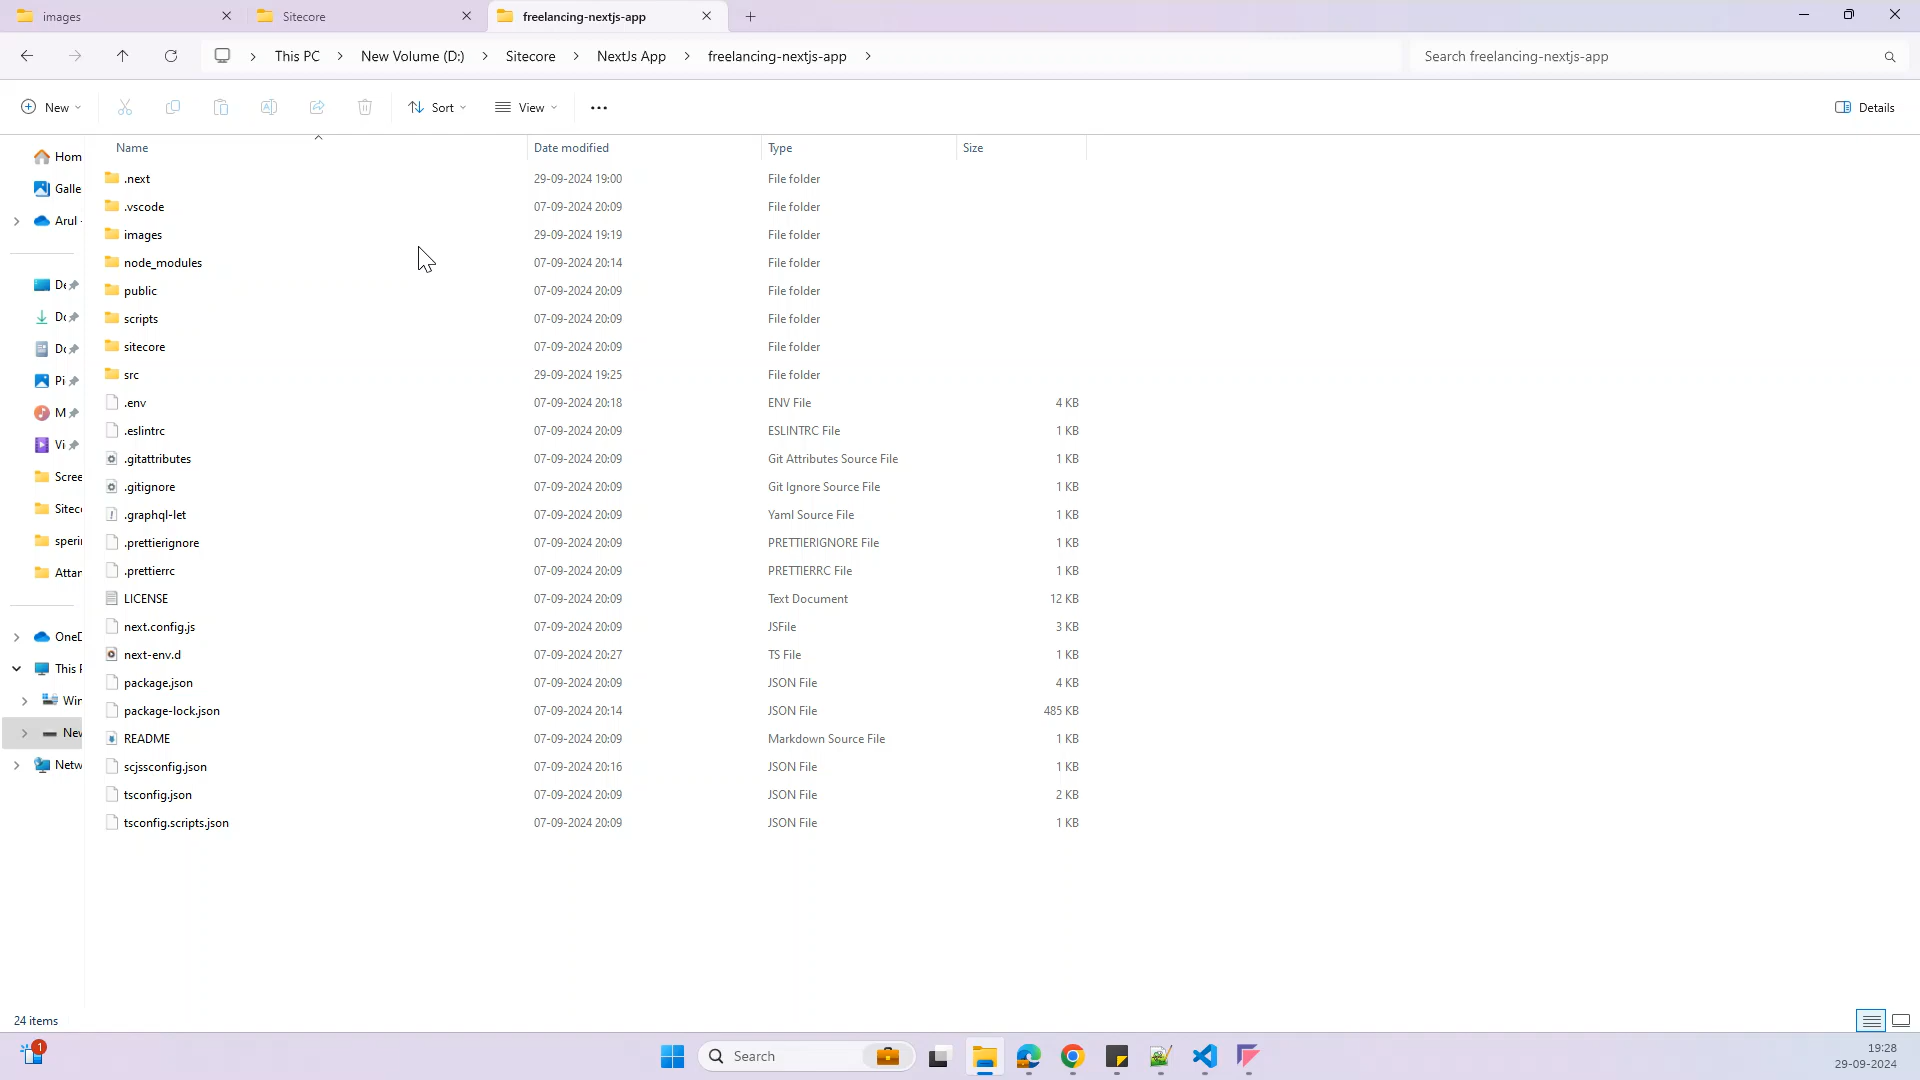 images
Sitecore
freelancing-nextjs-app
This PC > New Volume (D:) > Sitecore > NextJs App > freelancing-nextjs-app >
Search freelancing-nextjs-app
New
Sort
View
Details
Name Date modified Type Size
.next 29-09-2024 19:00 File folder
.vscode 07-09-2024 20:09 File folder
images 29-09-2024 19:19 File folder
node_modules 07-09-2024 20:14 File folder
public 07-09-2024 20:09 File folder
scripts 07-09-2024 20:09 File folder
sitecore 07-09-2024 20:09 File folder
src 29-09-2024 19:25 File folder
.env 07-09-2024 20:18 ENV File 4 KB
.eslintrc 07-09-2024 20:09 ESLINTRC File 1 KB
.gitattributes 07-09-2024 20:09 Git Attributes Source File 1 KB
.gitignore 07-09-2024 20:09 Git Ignore Source File 1 KB
.graphql-let 07-09-2024 20:09 Yaml Source File 1 KB
.prettierignore 07-09-2024 20:09 PRETTIERIGNORE File 1 KB
.prettierrc 07-09-2024 20:09 PRETTIERRC File 1 KB
LICENSE 07-09-2024 20:09 Text Document 12 KB
next.config.js 07-09-2024 20:09 JSFile 3 KB
next-env.d 07-09-2024 20:27 TS File 1 KB
package.json 07-09-2024 20:09 JSON File 4 KB
package-lock.json 07-09-2024 20:14 JSON File 485 KB
README 07-09-2024 20:09 Markdown Source File 1 KB
scjssconfig.json 07-09-2024 20:16 JSON File 1 KB
tsconfig.json 07-09-2024 20:09 JSON File 2 KB
tsconfig.scripts.json 07-09-2024 20:09 JSON File 1 KB
Hom
Galle
Arul
De
Do
Do
Pi
M
Vi
Scree
Sitec
sperin
Attar
OneD
This P
Win
New
Netw
24 items
1
Search
19:28
29-09-2024